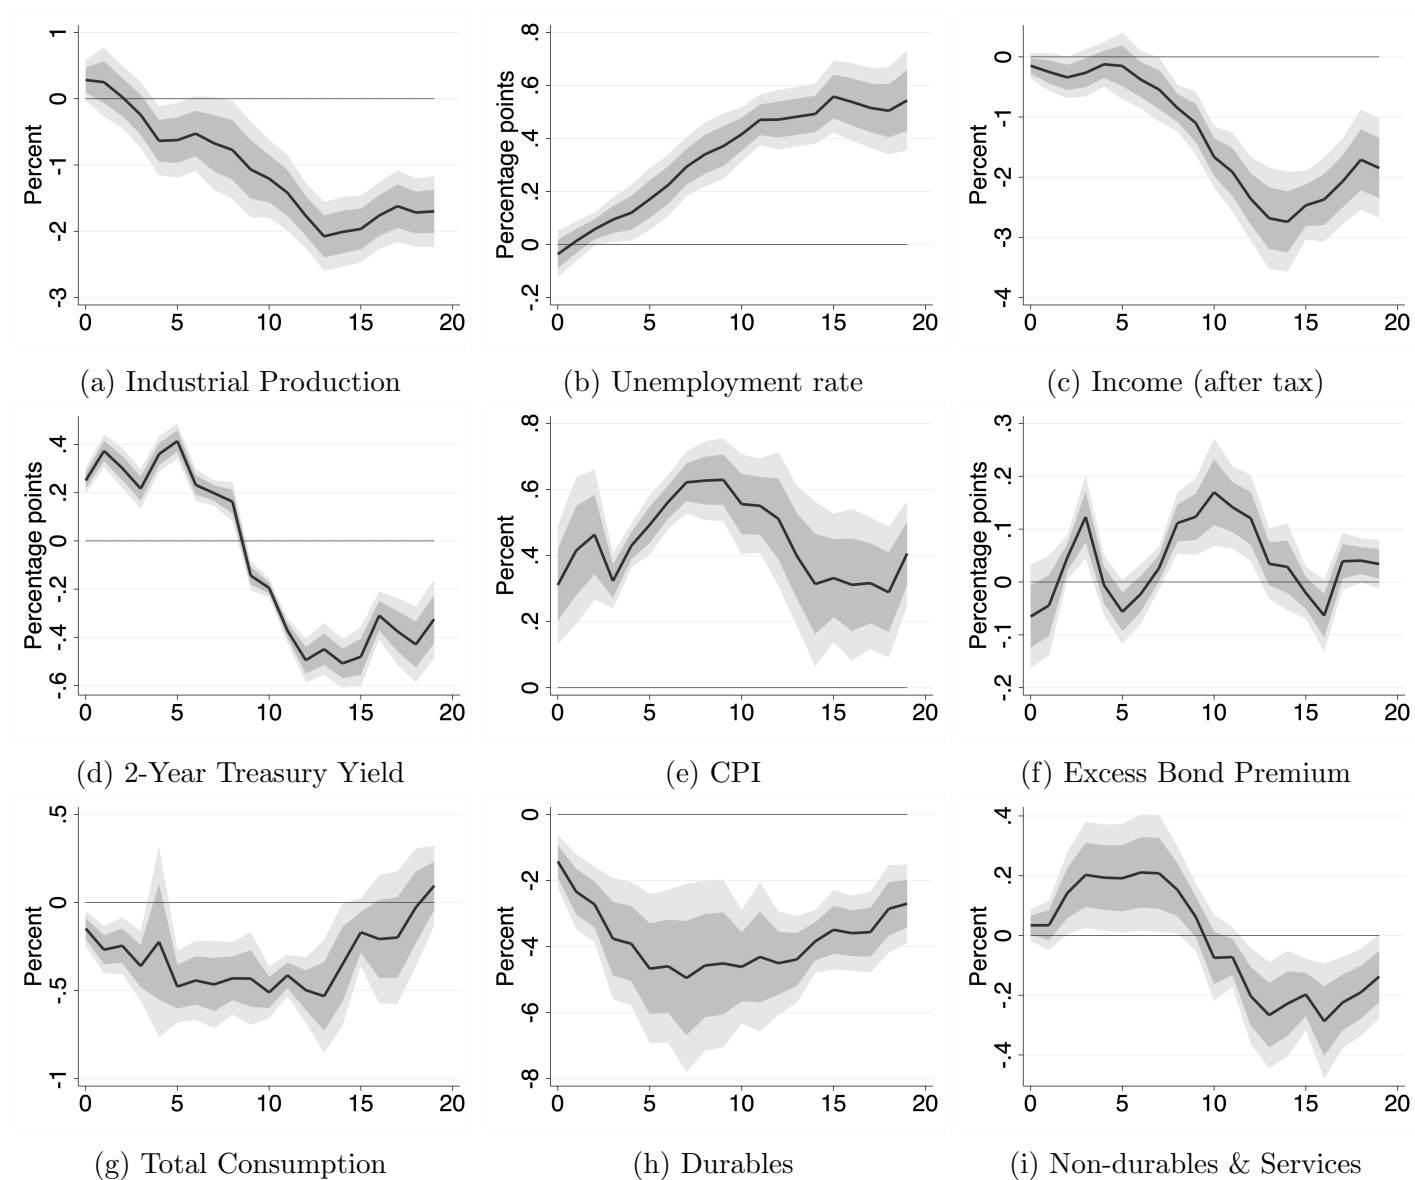 Percent
1
0
-1
-2
-3
0 5 10 15 20
(a) Industrial Production
Percentage points
.8
.6
.4
.2
0
-.2
0 5 10 15 20
(b) Unemployment rate
Percent
0
-1
-2
-3
-4
0 5 10 15 20
(c) Income (after tax)
Percentage points
.4
.2
0
-.2
-.4
-.6
0 5 10 15 20
(d) 2-Year Treasury Yield
Percent
.8
.6
.4
.2
0
0 5 10 15 20
(e) CPI
Percentage points
.3
.2
.1
0
-.1
-.2
0 5 10 15 20
(f) Excess Bond Premium
Percent
.5
0
-.5
-1
0 5 10 15 20
(g) Total Consumption
Percent
0
-2
-4
-6
-8
0 5 10 15 20
(h) Durables
Percent
.4
.2
0
-.2
-.4
0 5 10 15 20
(i) Non-durables & Services